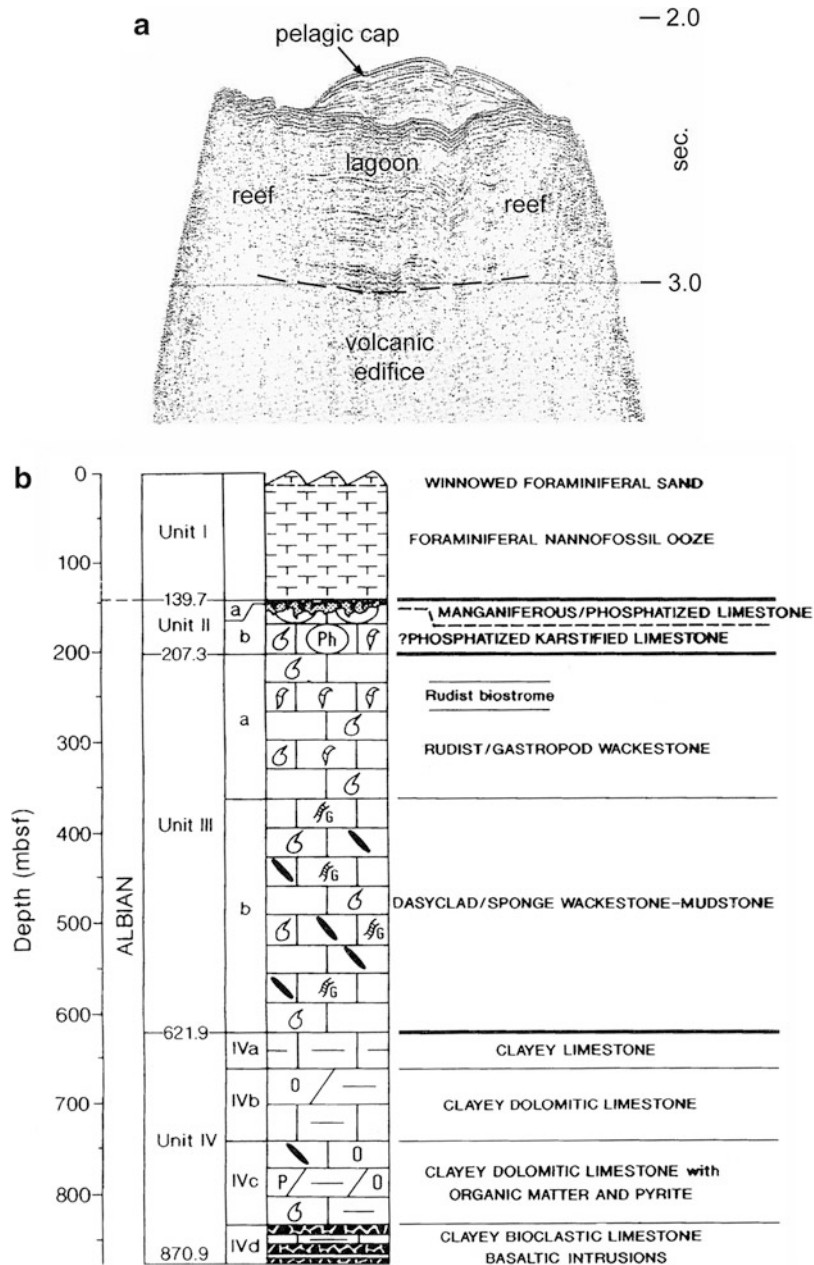 a
pelagic cap
2.0
lagoon
reef
reef
sec.
3.0
volcanic
edifice
b
0
100
200
300
400
500
600
700
800
Depth (mbsf)
ALBIAN
Unit I
139.7
a
Unit II
b
207.3
a
Unit III
b
621.9
IVa
IVb
Unit IV
IVc
IVd
870.9
Ph
G
G
G
G
O
O
P
O
WINNOWED FORAMINIFERAL SAND
FORAMINIFERAL NANNOFOSSIL OOZE
MANGANIFEROUS/PHOSPHATIZED LIMESTONE
?PHOSPHATIZED KARSTIFIED LIMESTONE
Rudist biostrome
RUDIST/GASTROPOD WACKESTONE
DASYCLAD/SPONGE WACKESTONE-MUDSTONE
CLAYEY LIMESTONE
CLAYEY DOLOMITIC LIMESTONE
CLAYEY DOLOMITIC LIMESTONE with
ORGANIC MATTER AND PYRITE
CLAYEY BIOCLASTIC LIMESTONE
BASALTIC INTRUSIONS